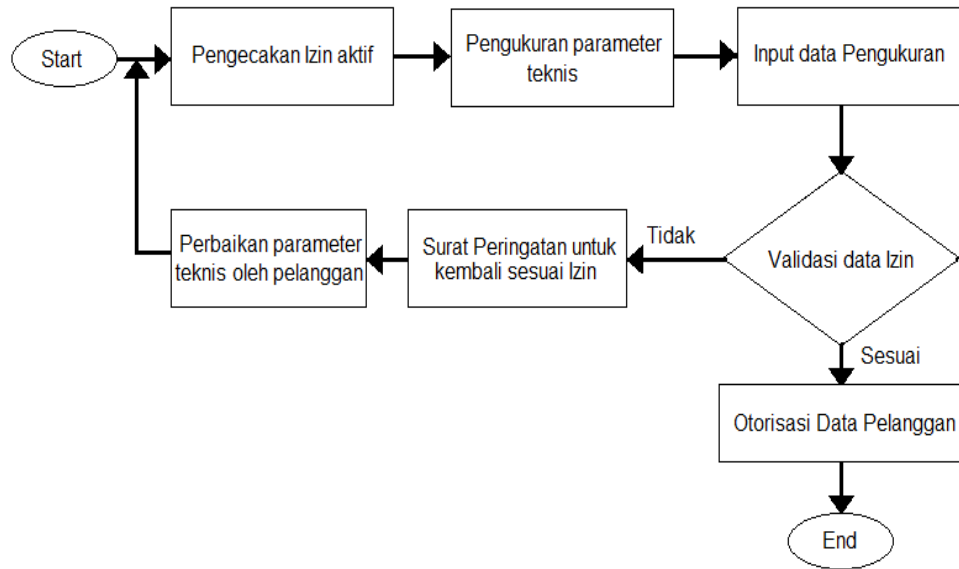 Start
Pengecakan Izin aktif
Pengukuran parameter
teknis
Input data Pengukuran
Validasi data Izin
Tidak
Surat Peringatan untuk
kembali sesuai Izin
Perbaikan parameter
teknis oleh pelanggan
Sesuai
Otorisasi Data Pelanggan
End